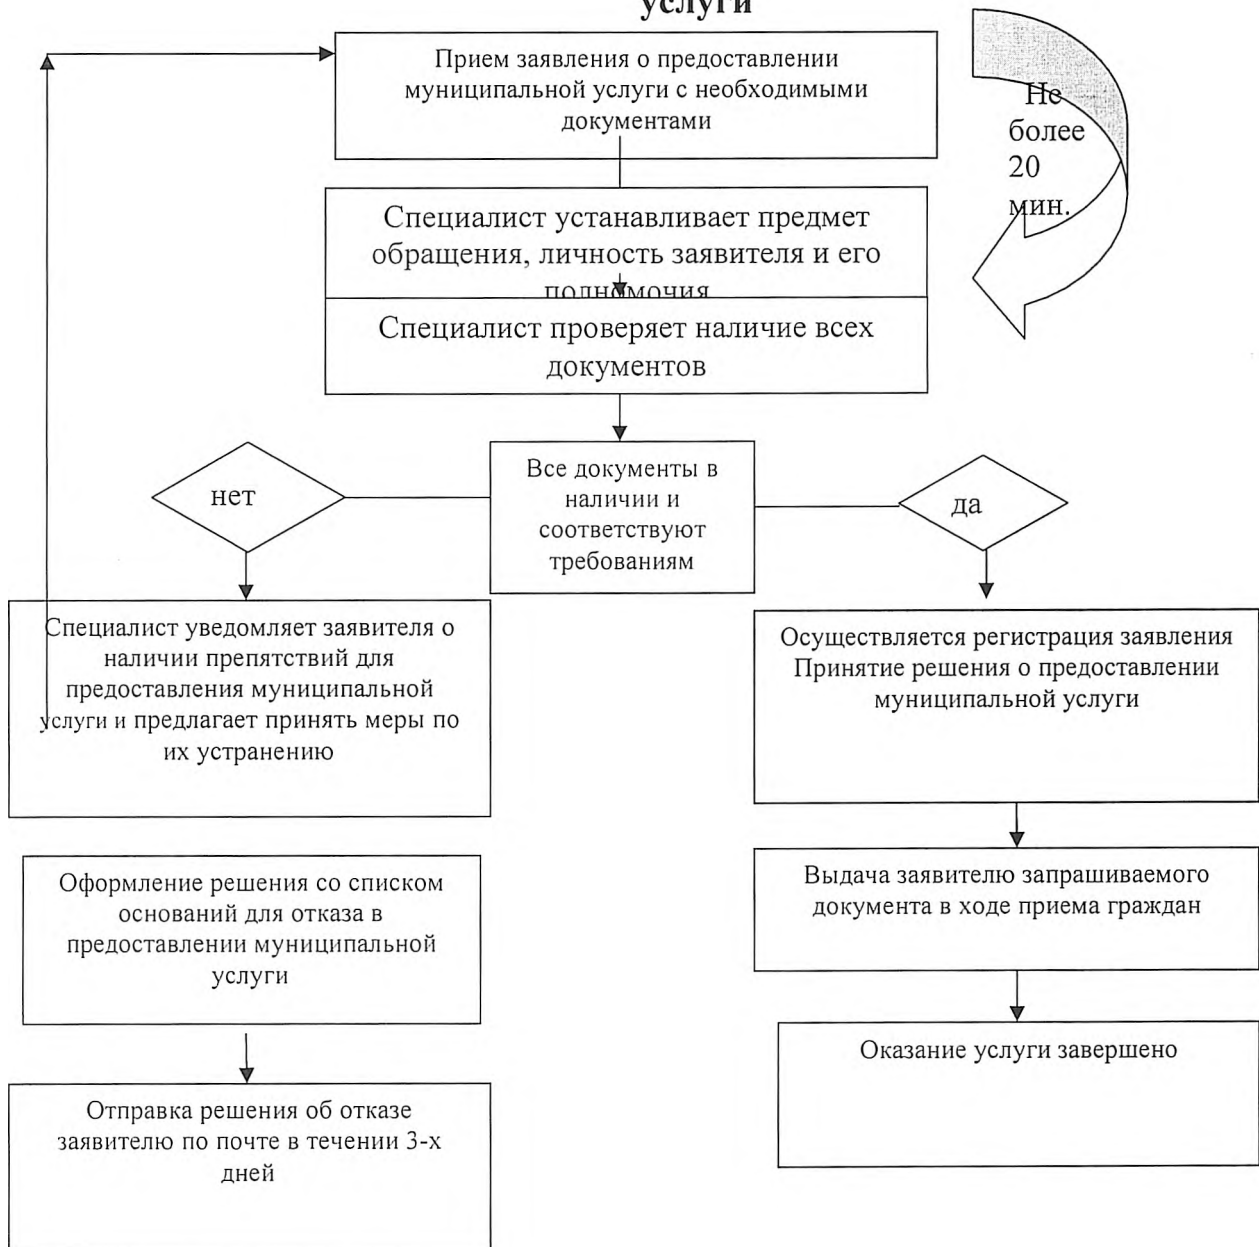 услуги
Прием заявления о предоставлении
муниципальной услуги с необходимыми
документами
Не
более
20
мин.
Специалист устанавливает предмет
обращения, личность заявителя и его
полномочия
Специалист проверяет наличие всех
документов
нет
Все документы в
наличии и
соответствуют
требованиям
да
Специалист уведомляет заявителя о
наличии препятствий для
предоставления муниципальной
услуги и предлагает принять меры по
их устранению
Осуществляется регистрация заявления
Принятие решения о предоставлении
муниципальной услуги
Оформление решения со списком
оснований для отказа в
предоставлении муниципальной
услуги
Выдача заявителю запрашиваемого
документа в ходе приема граждан
Оказание услуги завершено
Отправка решения об отказе
заявителю по почте в течении 3-х
дней